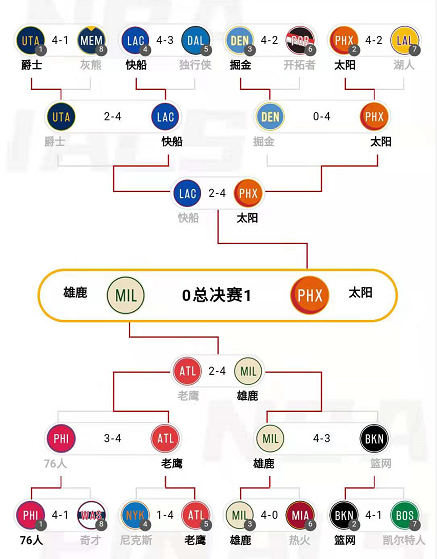 UTA 1 4-1 MEM 8 LAC 4 4-3 DAL 5 DEN 3 4-2 POR 6 PHX 2 4-2 LAL 7
爵士 灰熊 快船 独行侠 掘金 开拓者 太阳 湖人
UTA 2-4 LAC DEN 0-4 PHX
爵士 快船 掘金 太阳
LAC 2-4 PHX
快船 太阳
雄鹿 MIL 0总决赛1 PHX 太阳
ATL 2-4 MIL
老鹰 雄鹿
PHI 3-4 ATL MIL 4-3 BKN
76人 老鹰 雄鹿 篮网
PHI 1 4-1 WAS 8 NYK 4 1-4 ATL 5 MIL 3 4-0 MIA 6 BKN 2 4-1 BOS 7
76人 奇才 尼克斯 老鹰 雄鹿 热火 篮网 凯尔特人